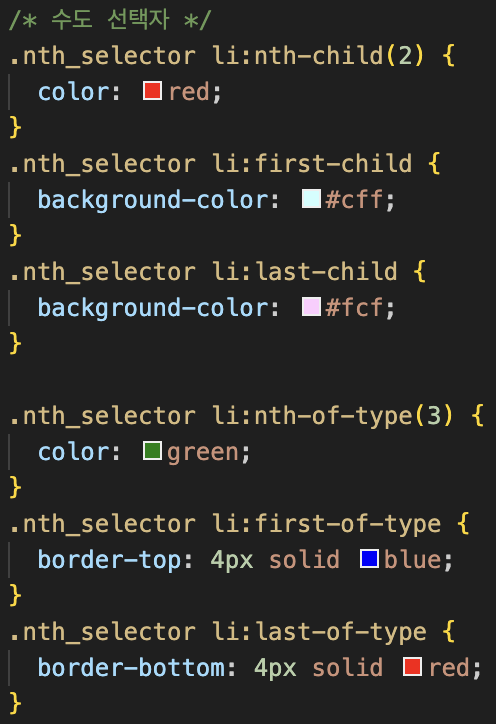 /* 수도 선택자 */
.nth_selector li:nth-child(2) {
  color: red;
}
.nth_selector li:first-child {
  background-color: #cff;
}
.nth_selector li:last-child {
  background-color: #fcf;
}

.nth_selector li:nth-of-type(3) {
  color: green;
}
.nth_selector li:first-of-type {
  border-top: 4px solid blue;
}
.nth_selector li:last-of-type {
  border-bottom: 4px solid red;
}